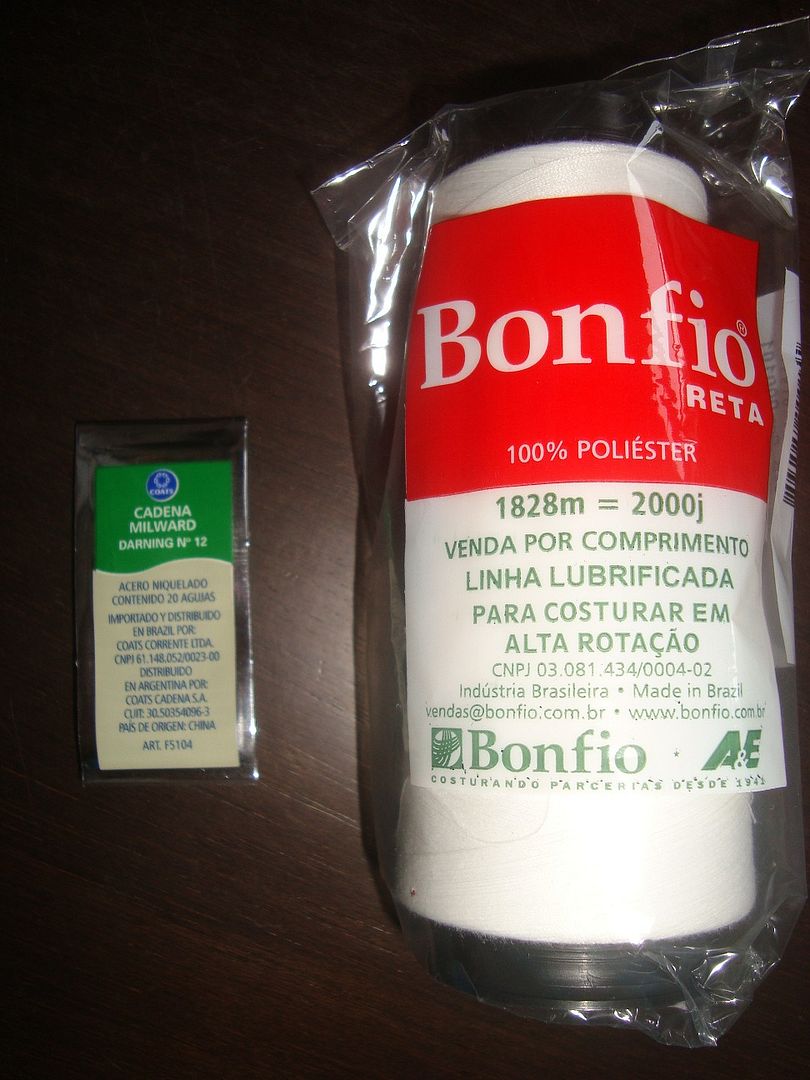 COATS
CADENA
MILWARD
DARNING Nº 12
ACERO NIQUELADO
CONTENIDO 20 AGUJAS
IMPORTADO Y DISTRIBUIDO
EN BRAZIL POR:
COATS CORRENTE LTDA.
CNPJ 61.148.052/0023-00
DISTRIBUIDO
EN ARGENTINA POR:
COATS CADENA S.A.
CUIT: 30.50354096-3
PAÍS DE ORIGEN: CHINA
ART. F5104
Bonfio®
RETA
100% POLIÉSTER
1828m = 2000j
VENDA POR COMPRIMENTO
LINHA LUBRIFICADA
PARA COSTURAR EM
ALTA ROTAÇÃO
CNPJ 03.081.434/0004-02
Indústria Brasileira • Made in Brazil
vendas@bonfio.com.br • www.bonfio.com.br
Bonfio · A&E
COSTURANDO PARCERIAS DESDE 1941